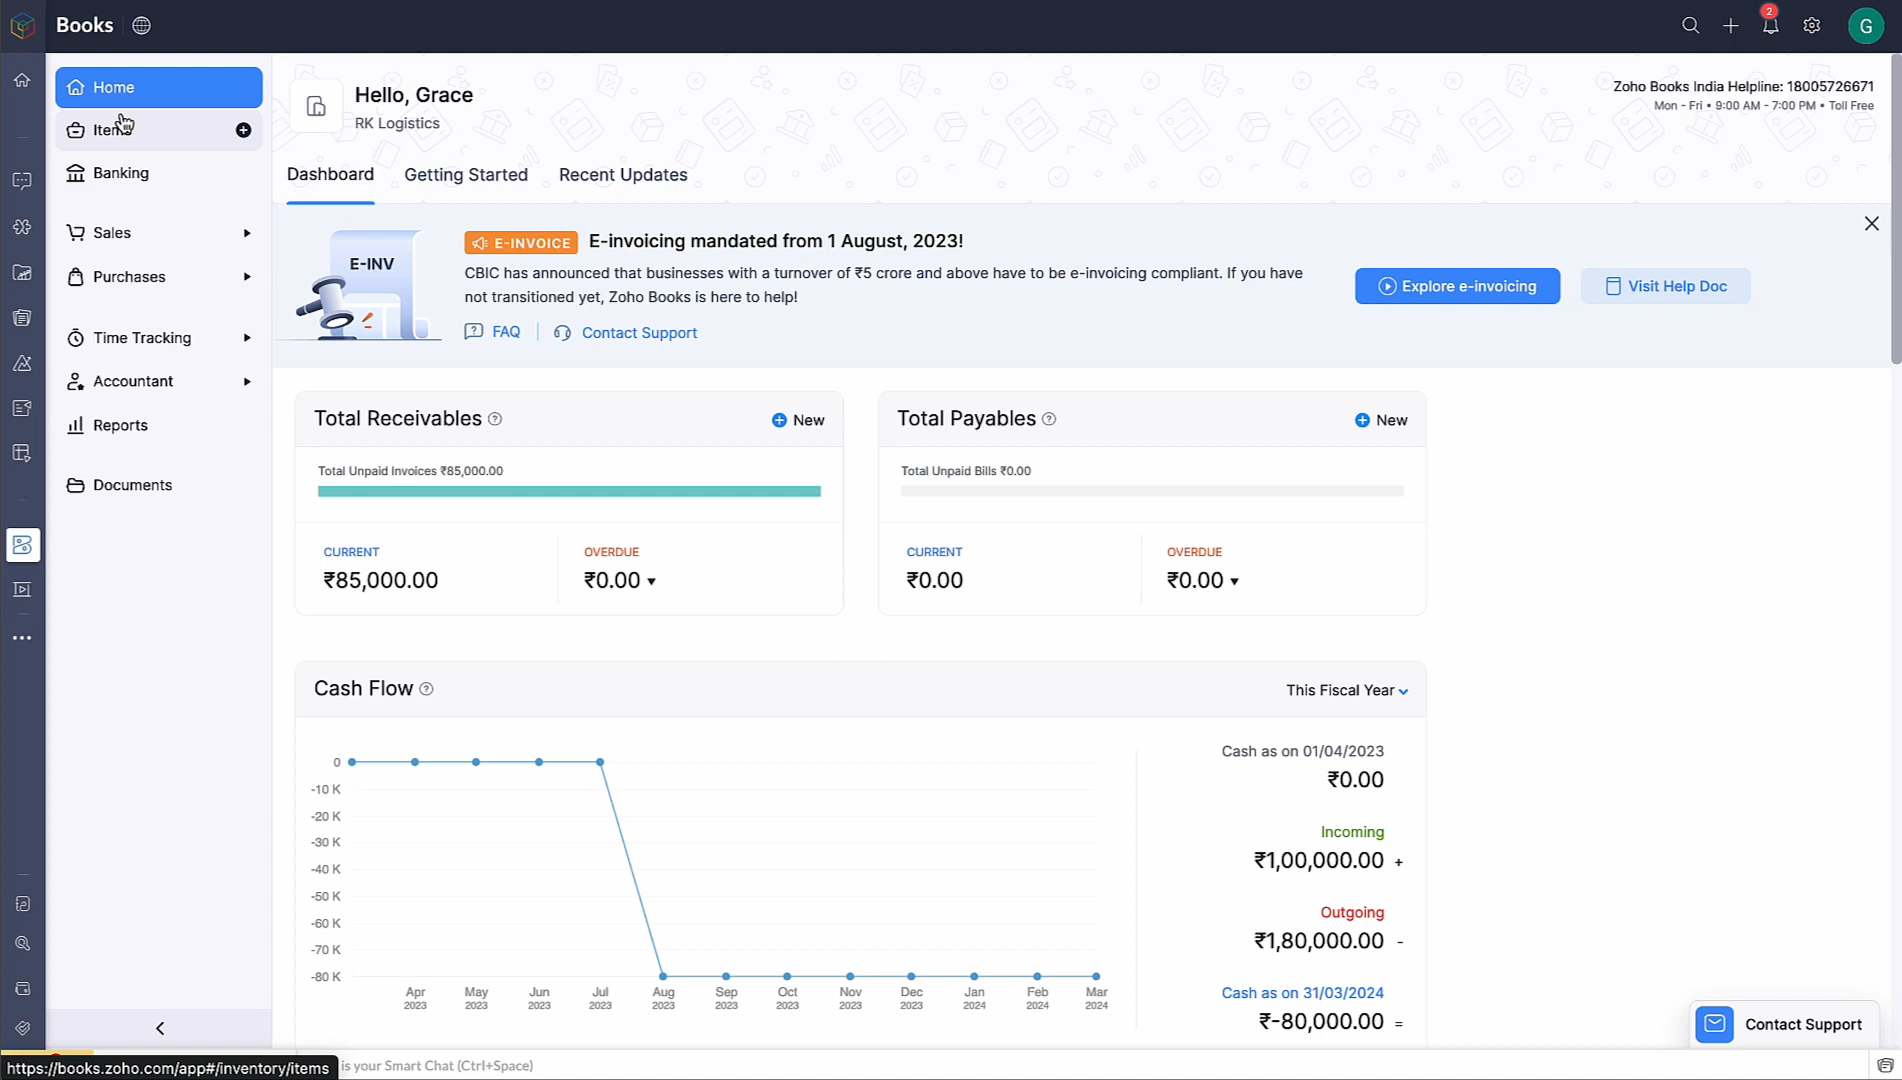 Books
2
G
Home
Items
Banking
Sales
Purchases
Time Tracking
Accountant
Reports
Documents
Hello, Grace
RK Logistics
Zoho Books India Helpline: 18005726671
Mon - Fri • 9:00 AM - 7:00 PM • Toll Free
Dashboard
Getting Started
Recent Updates
E-INV
E-INVOICE
E-invoicing mandated from 1 August, 2023!
CBIC has announced that businesses with a turnover of ₹5 crore and above have to be e-invoicing compliant. If you have
not transitioned yet, Zoho Books is here to help!
FAQ
Contact Support
Explore e-invoicing
Visit Help Doc
Total Receivables
New
Total Unpaid Invoices ₹85,000.00
CURRENT
₹85,000.00
OVERDUE
₹0.00
Total Payables
New
Total Unpaid Bills ₹0.00
CURRENT
₹0.00
OVERDUE
₹0.00
Cash Flow
This Fiscal Year
0
-10 K
-20 K
-30 K
-40 K
-50 K
-60 K
-70 K
-80 K
Apr 2023
May 2023
Jun 2023
Jul 2023
Aug 2023
Sep 2023
Oct 2023
Nov 2023
Dec 2023
Jan 2024
Feb 2024
Mar 2024
Cash as on 01/04/2023
₹0.00
Incoming
₹1,00,000.00 +
Outgoing
₹1,80,000.00 -
Cash as on 31/03/2024
₹-80,000.00 =
Contact Support
https://books.zoho.com/app#/inventory/items
is your Smart Chat (Ctrl+Space)